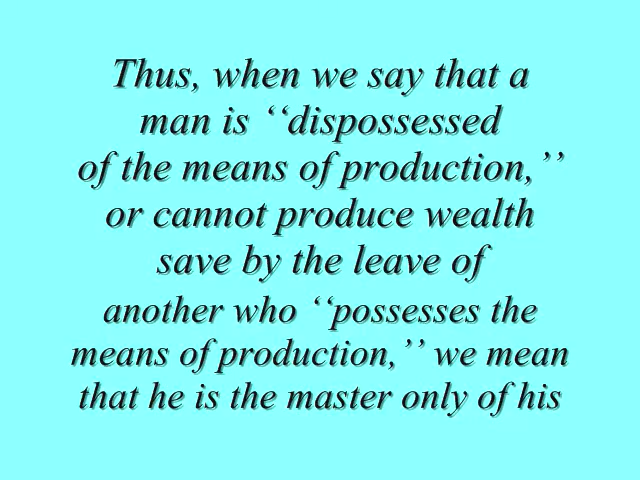 Thus, when we say that a
man is ‘‘dispossessed
of the means of production,’’
or cannot produce wealth
save by the leave of
another who ‘‘possesses the
means of production,’’ we mean
that he is the master only of his